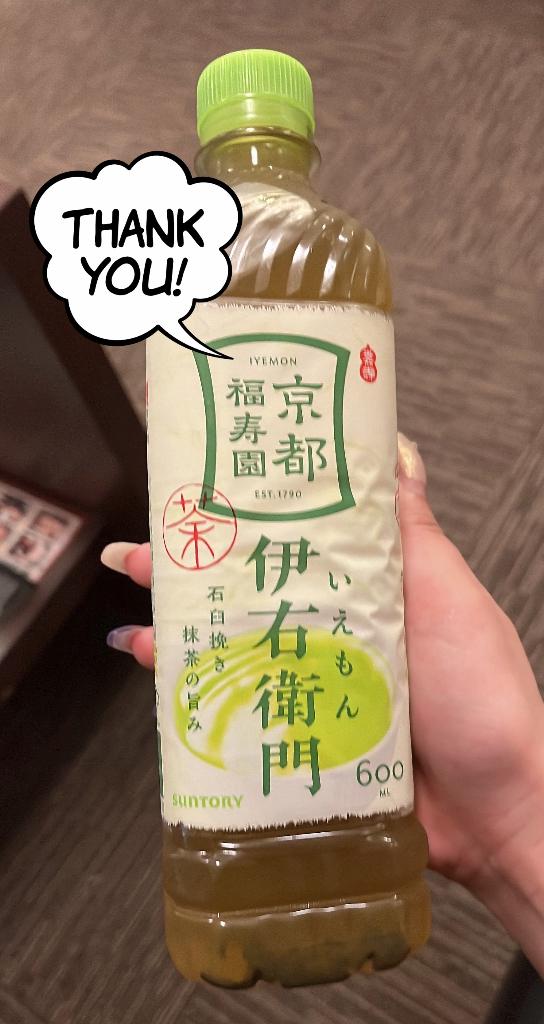 THANK
YOU!
IYEMON
京都
福寿園
EST.1790
茶
いえもん
伊右衛門
石臼挽き
抹茶の旨み
600
ML
SUNTORY